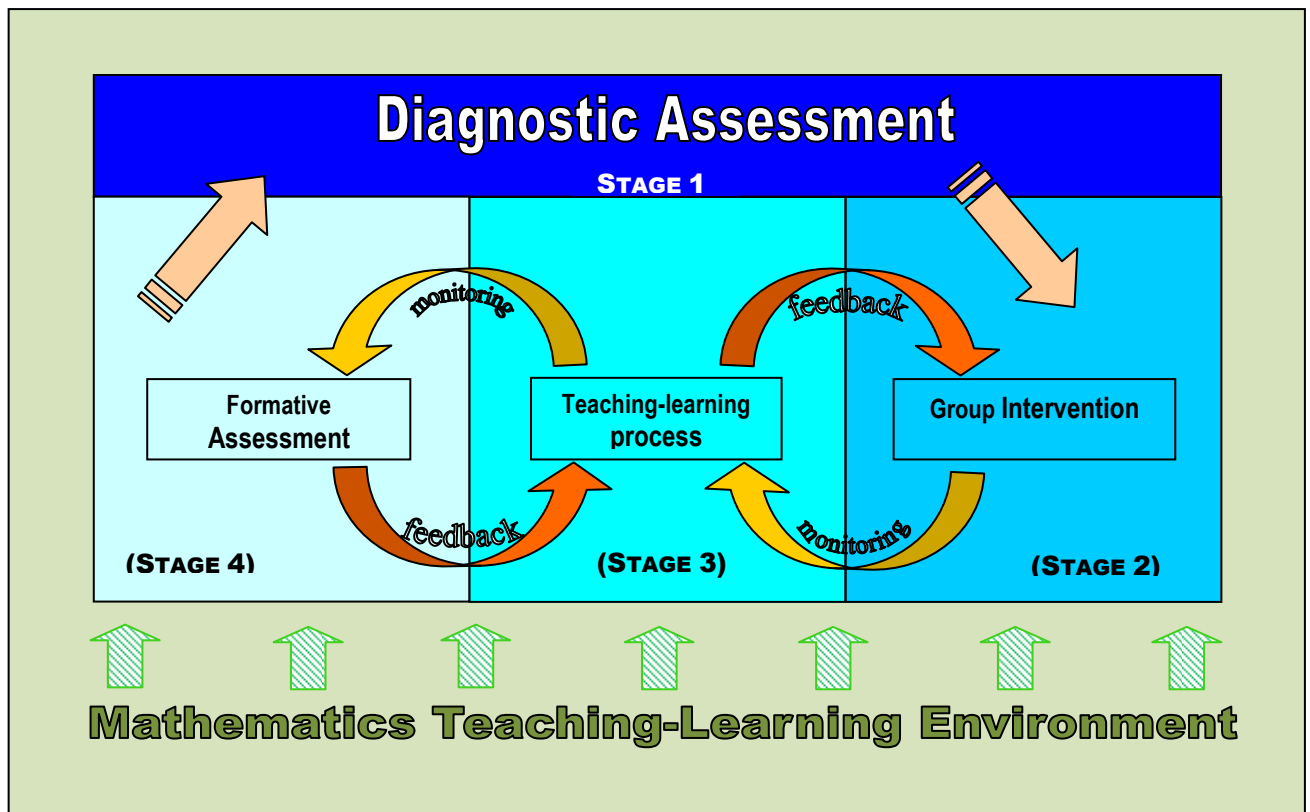 Diagnostic Assessment
STAGE 1
monitoring
feedback
Formative
Assessment
Teaching-learning
process
Group Intervention
feedback
monitoring
(STAGE 4)
(STAGE 3)
(STAGE 2)
Mathematics Teaching-Learning Environment